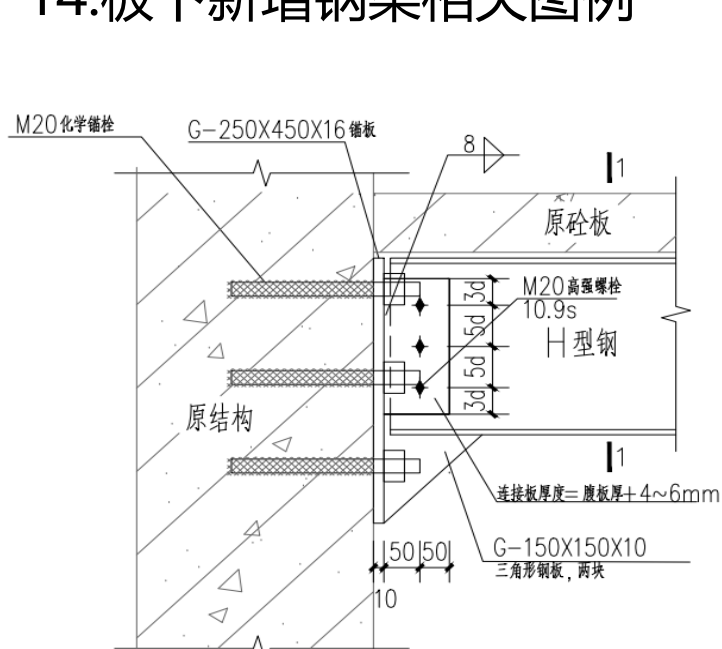 14.板下新增钢梁相关图例
M20化学锚栓
G-250X450X16锚板
8
1
原砼板
M20高强螺栓
10.9s
3d
5d
5d
3d
H型钢
原结构
1
连接板厚度=腹板厚+4~6mm
50
50
G-150X150X10
三角形钢板，两块
10